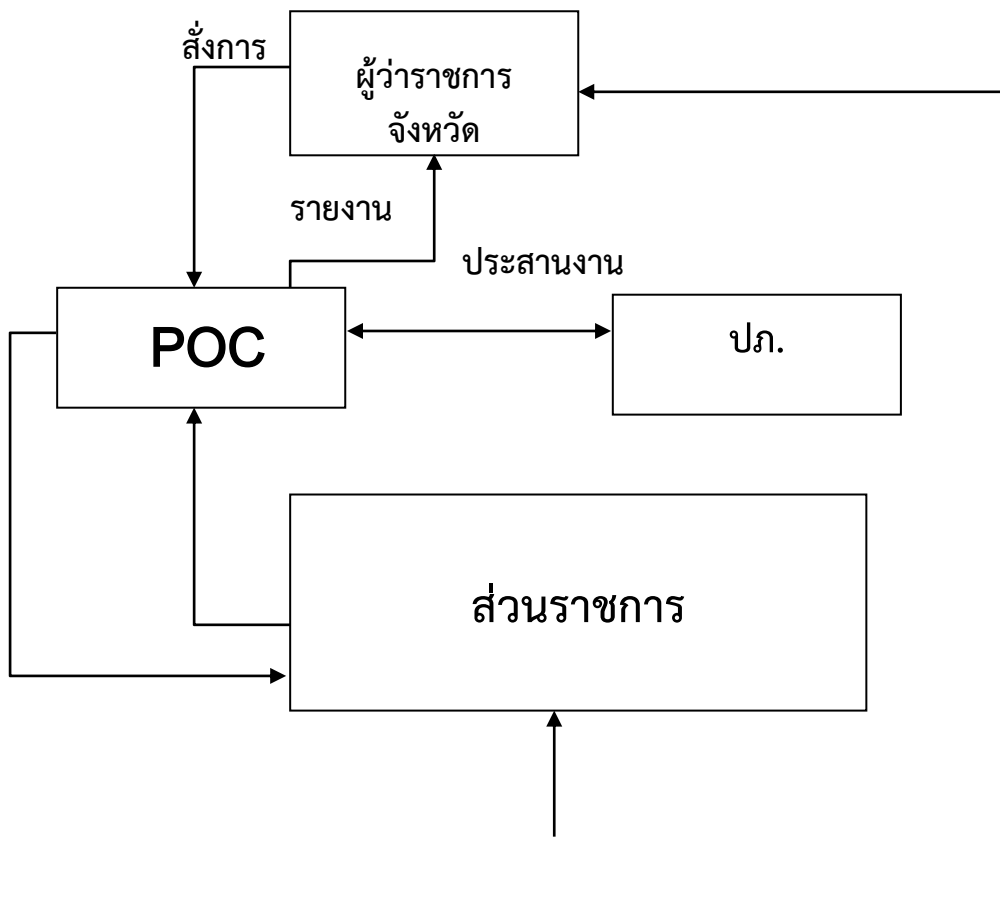 สั่งการ
ผู้ว่าราชการ
จังหวัด
รายงาน
ประสานงาน
POC
ปภ.
ส่วนราชการ